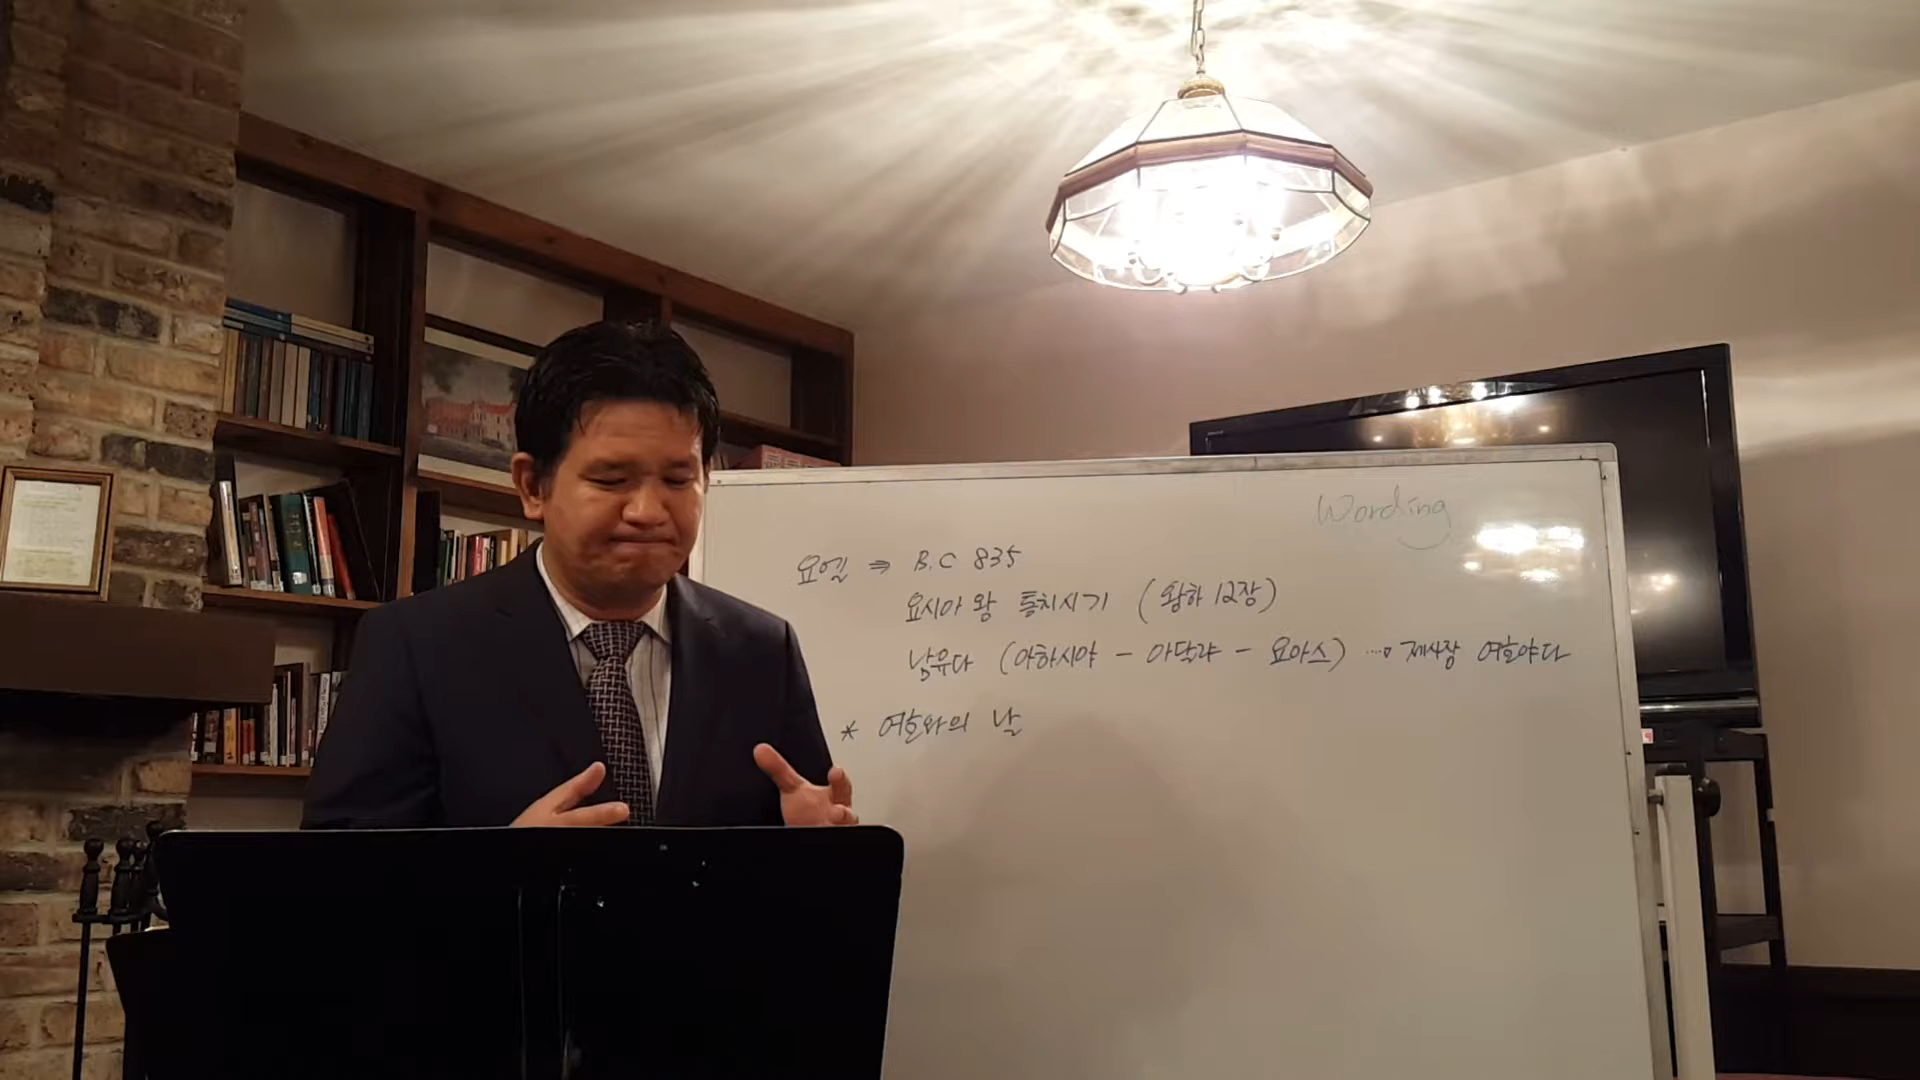 Wording
요엘 ⇒ B.C 835
요시아 왕 통치시기 (왕하 12장)
남유다 (아하시야 - 아달랴 - 요아스) ···· 제사장 여호야다
* 여호와의 날